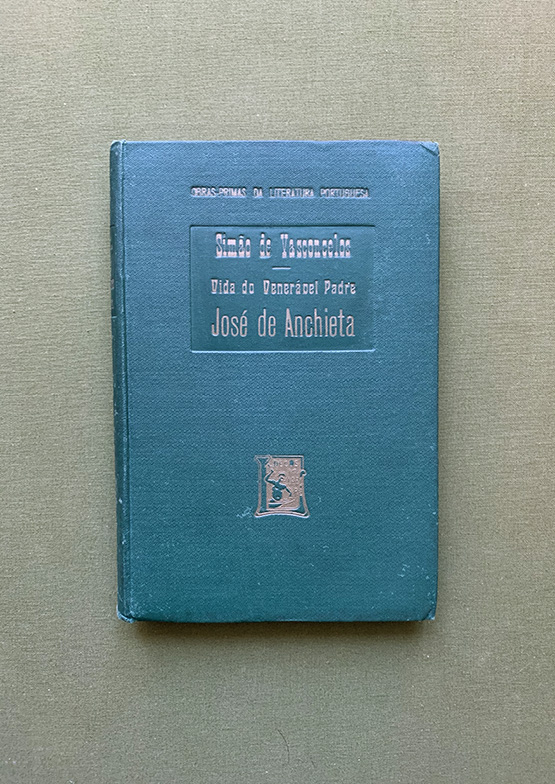 OBRAS-PRIMAS DA LITERATURA PORTUGUESA
Simão de Vasconcelos
Vida do Venerável Padre
José de Anchieta